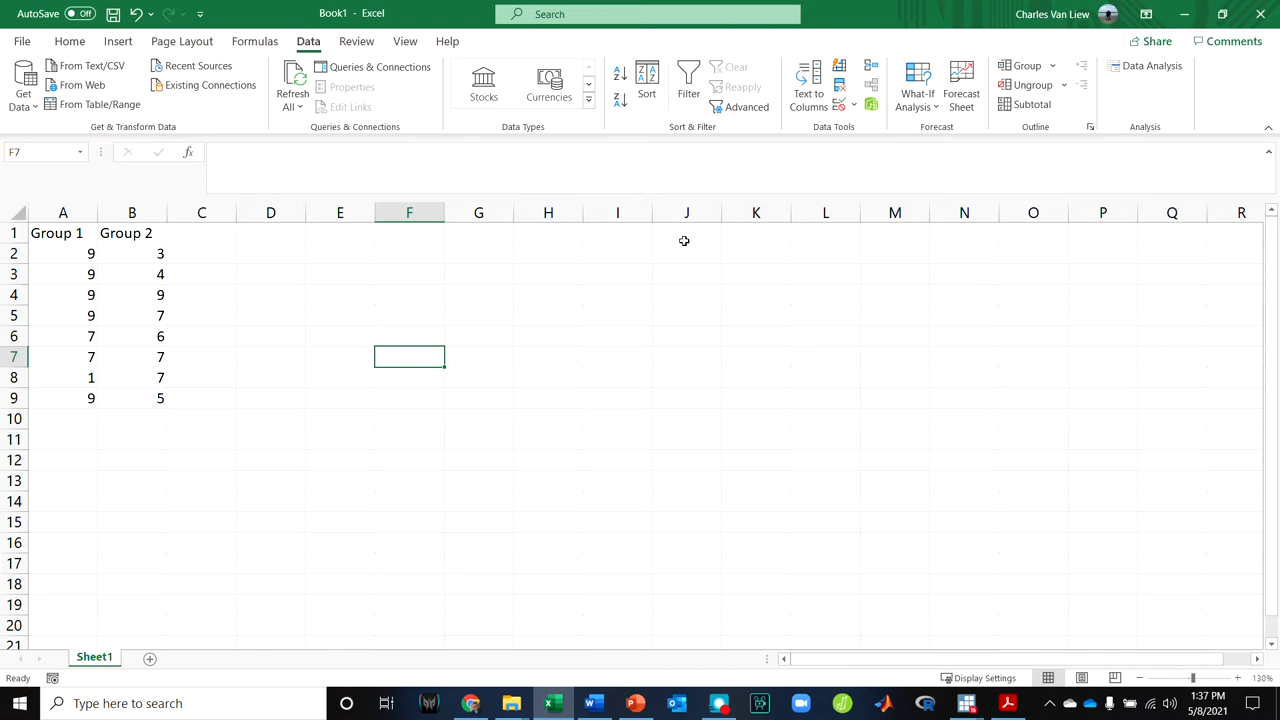 AutoSave Off Book1 - Excel Search Charles Van Liew
File Home Insert Page Layout Formulas Data Review View Help Share Comments
Get Data From Text/CSV From Web From Table/Range Recent Sources Existing Connections
Get & Transform Data
Refresh All Queries & Connections Properties Edit Links
Queries & Connections
Stocks Currencies
Data Types
Sort Filter Clear Reapply Advanced
Sort & Filter
Text to Columns
Data Tools
What-If Analysis Forecast Sheet
Forecast
Group Ungroup Subtotal
Outline
Data Analysis
Analysis
F7 fx
A B C D E F G H I J K L M N O P Q R
1 Group 1 Group 2
2 9 3
3 9 4
4 9 9
5 9 7
6 7 6
7 7 7
8 1 7
9 9 5
10
11
12
13
14
15
16
17
18
19
20
21
Sheet1
Ready Display Settings 130%
Type here to search 1:37 PM
5/8/2021